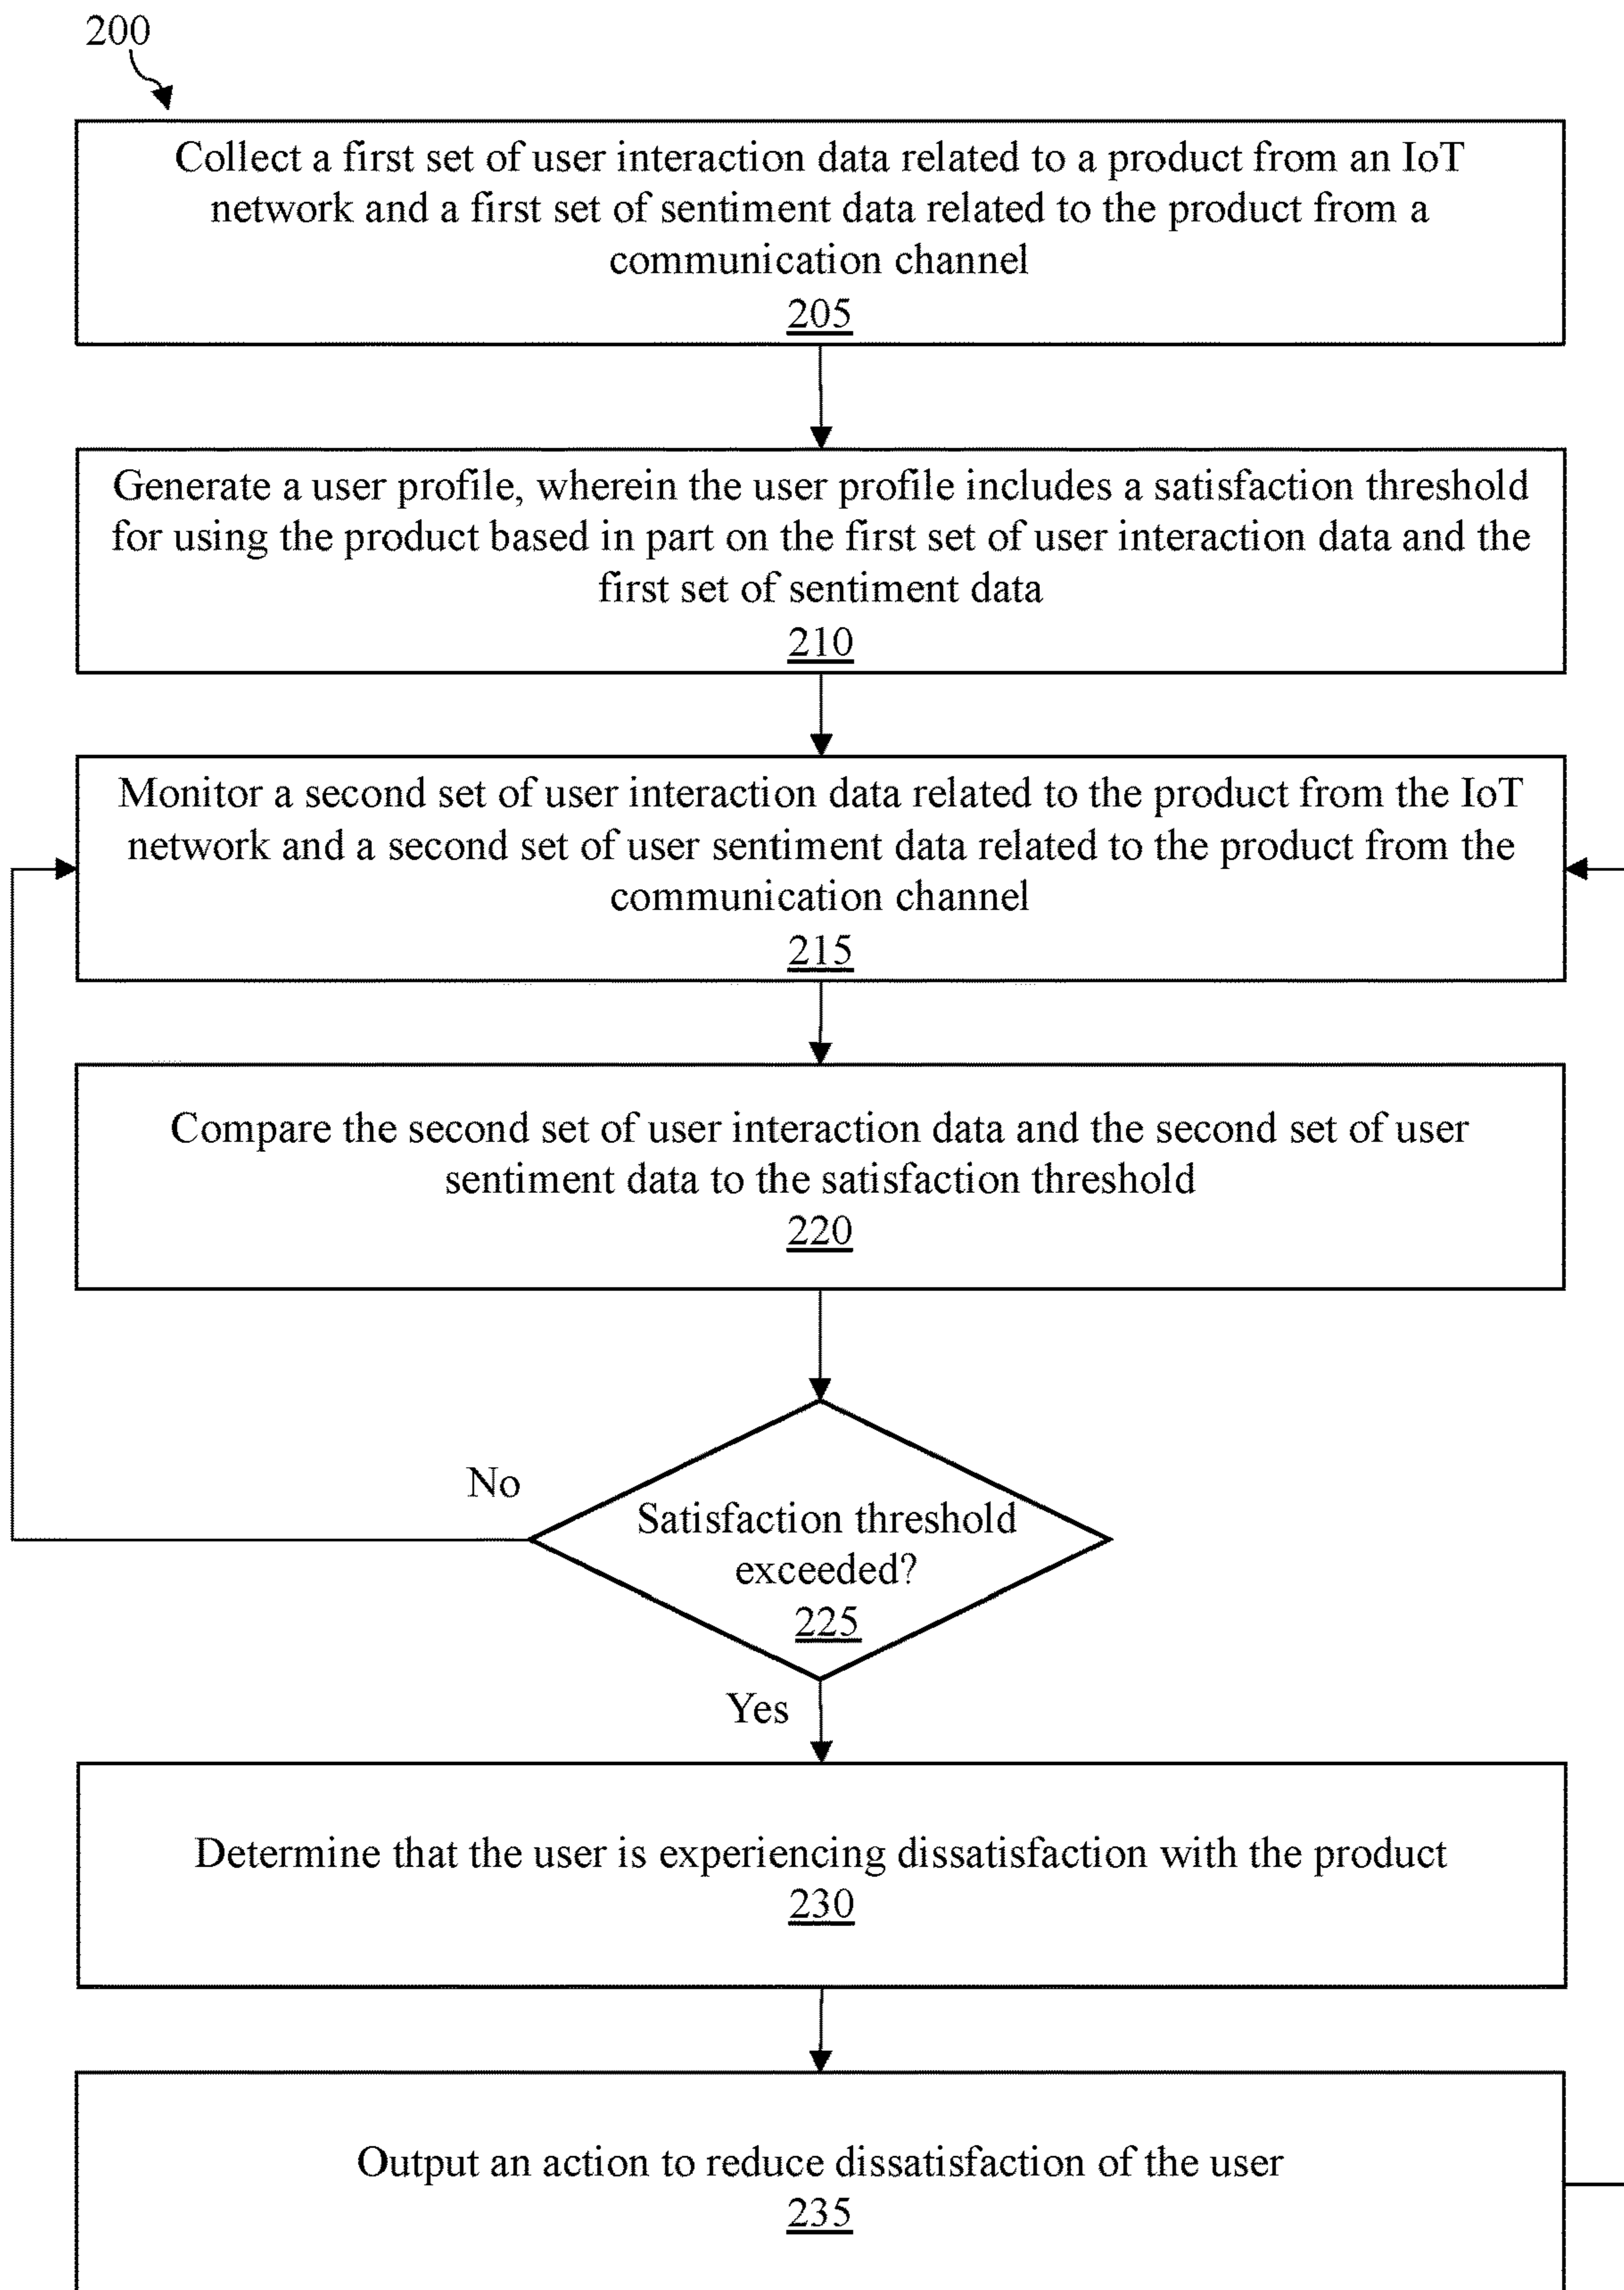 200
Collect a first set of user interaction data related to a product from an IoT
network and a first set of sentiment data related to the product from a
communication channel
205
Generate a user profile, wherein the user profile includes a satisfaction threshold
for using the product based in part on the first set of user interaction data and the
first set of sentiment data
210
Monitor a second set of user interaction data related to the product from the IoT
network and a second set of user sentiment data related to the product from the
communication channel
215
Compare the second set of user interaction data and the second set of user
sentiment data to the satisfaction threshold
220
No
Satisfaction threshold
exceeded?
225
Yes
Determine that the user is experiencing dissatisfaction with the product
230
Output an action to reduce dissatisfaction of the user
235